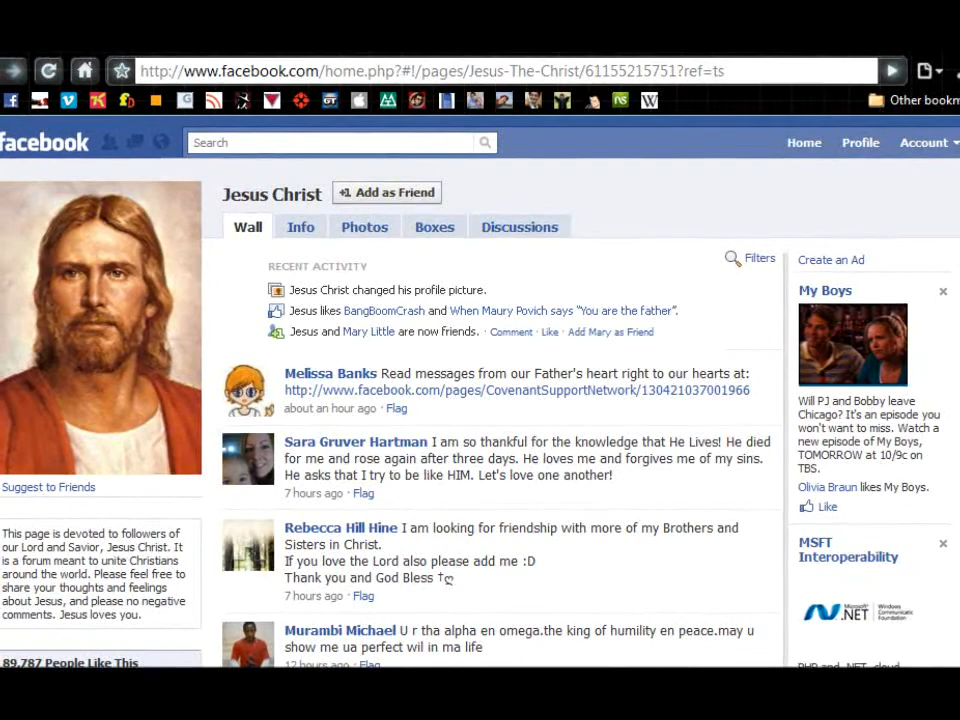 http://www.facebook.com/home.php?#!/pages/Jesus-The-Christ/61155215751?ref=ts
Other bookm
facebook
Search
Home Profile Account
Jesus Christ +1 Add as Friend
Wall Info Photos Boxes Discussions
Filters
RECENT ACTIVITY
Jesus Christ changed his profile picture.
Jesus likes BangBoomCrash and When Maury Povich says "You are the father".
Jesus and Mary Little are now friends. · Comment · Like · Add Mary as Friend
Melissa Banks Read messages from our Father's heart right to our hearts at:
http://www.facebook.com/pages/CovenantSupportNetwork/130421037001966
about an hour ago · Flag
Sara Gruver Hartman I am so thankful for the knowledge that He Lives! He died
for me and rose again after three days. He loves me and forgives me of my sins.
He asks that I try to be like HIM. Let's love one another!
7 hours ago · Flag
Rebecca Hill Hine I am looking for friendship with more of my Brothers and
Sisters in Christ.
If you love the Lord also please add me :D
Thank you and God Bless †ღ
7 hours ago · Flag
Murambi Michael U r tha alpha en omega.the king of humility en peace.may u
show me ua perfect wil in ma life
12 hours ago · Flag
Suggest to Friends
This page is devoted to followers of
our Lord and Savior, Jesus Christ. It
is a forum meant to unite Christians
around the world. Please feel free to
share your thoughts and feelings
about Jesus, and please no negative
comments. Jesus loves you.
89,787 People Like This
Create an Ad
My Boys
Will PJ and Bobby leave
Chicago? It's an episode you
won't want to miss. Watch a
new episode of My Boys,
TOMORROW at 10/9c on
TBS.
Olivia Braun likes My Boys.
Like
MSFT
Interoperability
Microsoft .NET Windows Communication Foundation
PHP and .NET, cloud